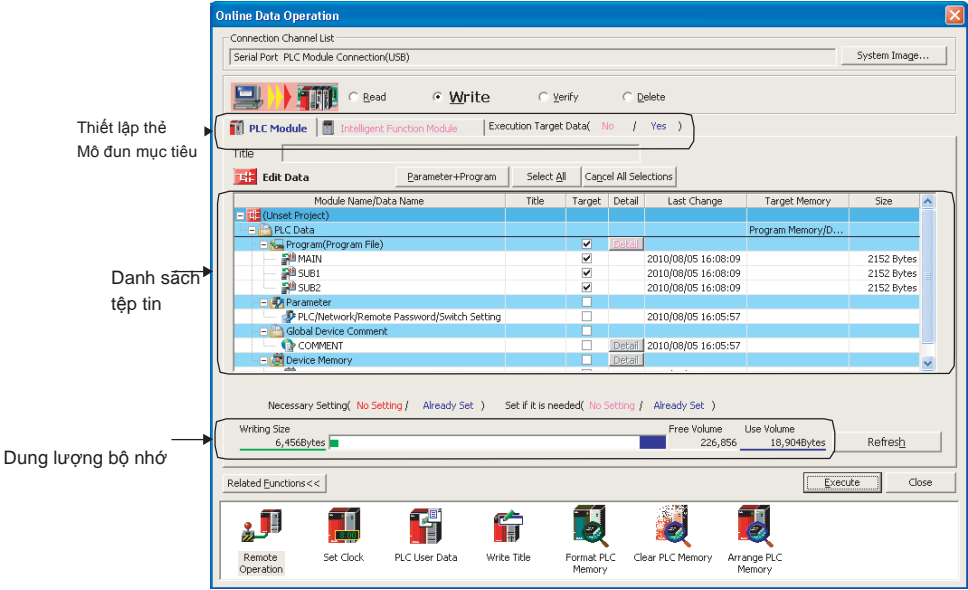 Online Data Operation
Connection Channel List
Serial Port PLC Module Connection(USB)
System Image...
Read
Write
Verify
Delete
Thiết lập thẻ
Mô đun mục tiêu
PLC Module
Intelligent Function Module
Execution Target Data( No / Yes )
Title
Edit Data
Parameter+Program
Select All
Cancel All Selections
Module Name/Data Name Title Target Detail Last Change Target Memory Size
(Unset Project)
PLC Data Program Memory/D...
Program(Program File) Detail
MAIN 2010/08/05 16:08:09 2152 Bytes
SUB1 2010/08/05 16:08:09 2152 Bytes
SUB2 2010/08/05 16:08:09 2152 Bytes
Danh sách
tệp tin
Parameter
PLC/Network/Remote Password/Switch Setting 2010/08/05 16:05:57
Global Device Comment
COMMENT Detail 2010/08/05 16:05:57
Device Memory Detail
Necessary Setting( No Setting / Already Set ) Set if it is needed( No Setting / Already Set )
Writing Size Free Volume Use Volume
6,456Bytes 226,856 18,904Bytes
Refresh
Dung lượng bộ nhớ
Related Functions<<
Execute
Close
Remote
Operation
Set Clock
PLC User Data
Write Title
Format PLC
Memory
Clear PLC Memory
Arrange PLC
Memory